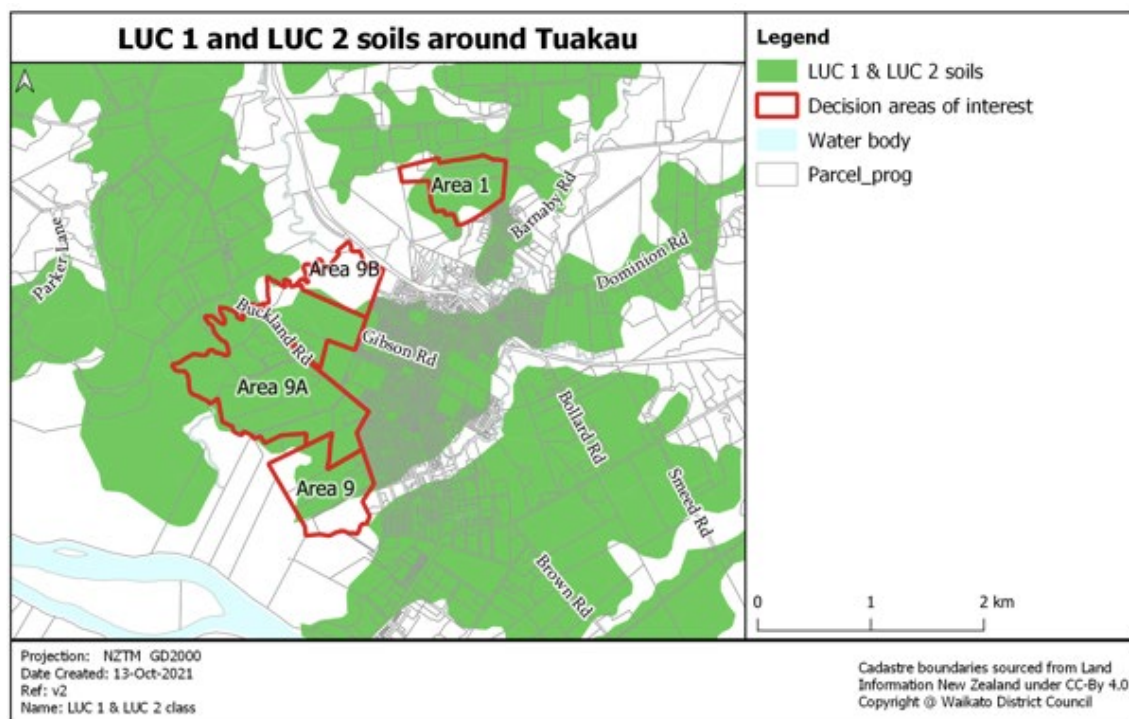 LUC 1 and LUC 2 soils around Tuakau
Legend
LUC 1 & LUC 2 soils
Decision areas of interest
Water body
Parcel_prog
Area 1
Barnaby Rd
Parker Lane
Area 9B
Dominion Rd
Buckland Rd
Gibson Rd
Area 9A
Bollard Rd
Area 9
Smeed Rd
Brown Rd
0 1 2 km
Projection: NZTM GD2000
Date Created: 13-Oct-2021
Ref: v2
Name: LUC 1 & LUC 2 class
Cadastre boundaries sourced from Land
Information New Zealand under CC-By 4.0
Copyright @ Waikato District Council